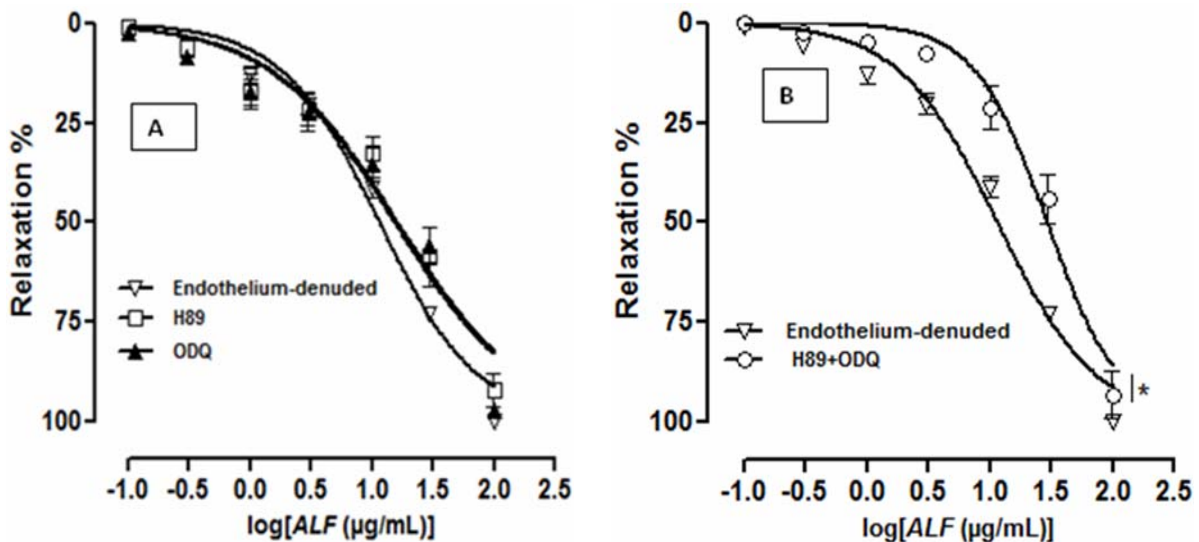 0
25
50
75
100
Relaxation %
A
Endothelium-denuded
H89
ODQ
-1.0 -0.5 0.0 0.5 1.0 1.5 2.0 2.5
log[ALF (µg/mL)]
0
25
50
75
100
Relaxation %
B
Endothelium-denuded
H89+ODQ
*
-1.0 -0.5 0.0 0.5 1.0 1.5 2.0 2.5
log[ALF (µg/mL)]